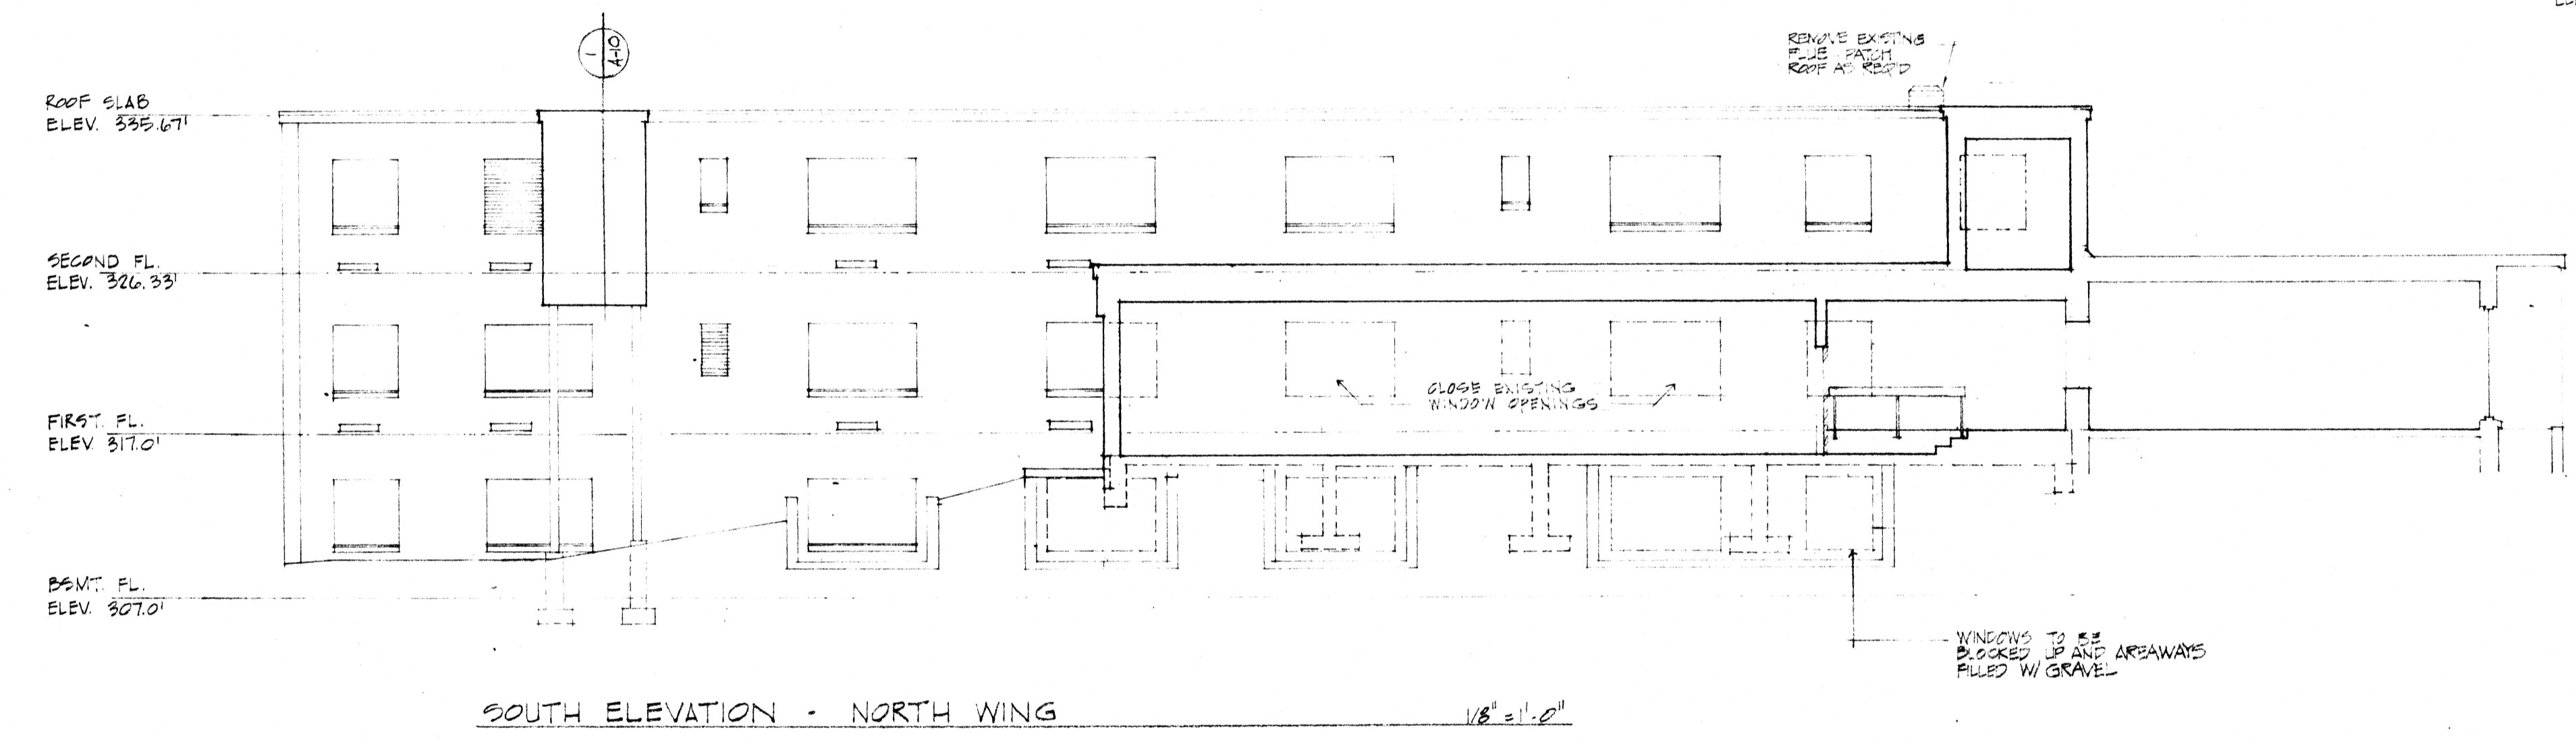 1
A-10
REMOVE EXISTING
FLUE - PATCH
ROOF AS REQ'D
ROOF SLAB
ELEV. 335.67'
SECOND FL.
ELEV. 326.33'
FIRST. FL.
ELEV. 317.0'
CLOSE EXISTING
WINDOW OPENINGS
BSMT. FL.
ELEV. 307.0'
WINDOWS TO BE
BLOCKED UP AND AREAWAYS
FILLED W/ GRAVEL
SOUTH ELEVATION - NORTH WING
1/8" = 1'-0"